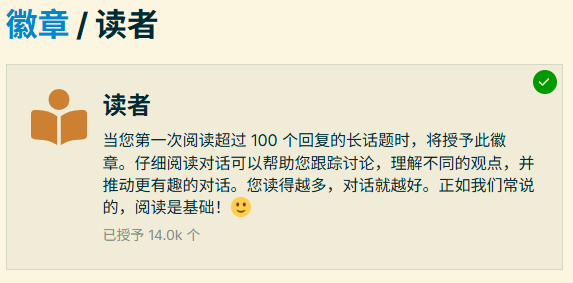 徽章 / 读者
读者
当您第一次阅读超过 100 个回复的长话题时，将授予此徽
章。仔细阅读对话可以帮助您跟踪讨论，理解不同的观点，并
推动更有趣的对话。您读得越多，对话就越好。正如我们常说
的，阅读是基础！🙂
已授予 14.0k 个